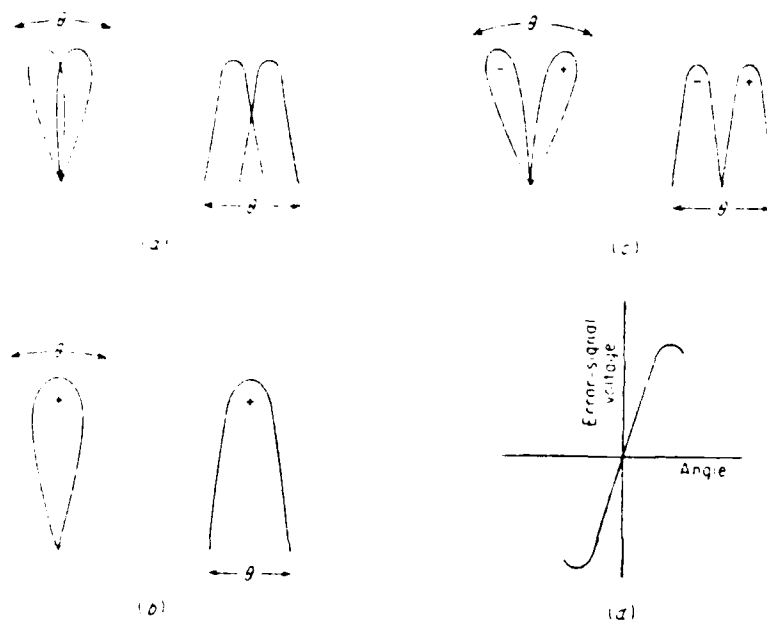 θ
(a)
θ
- +
- +
θ
(c)
θ
+
+
θ
(b)
Error-signal
voltage
Angle
(d)